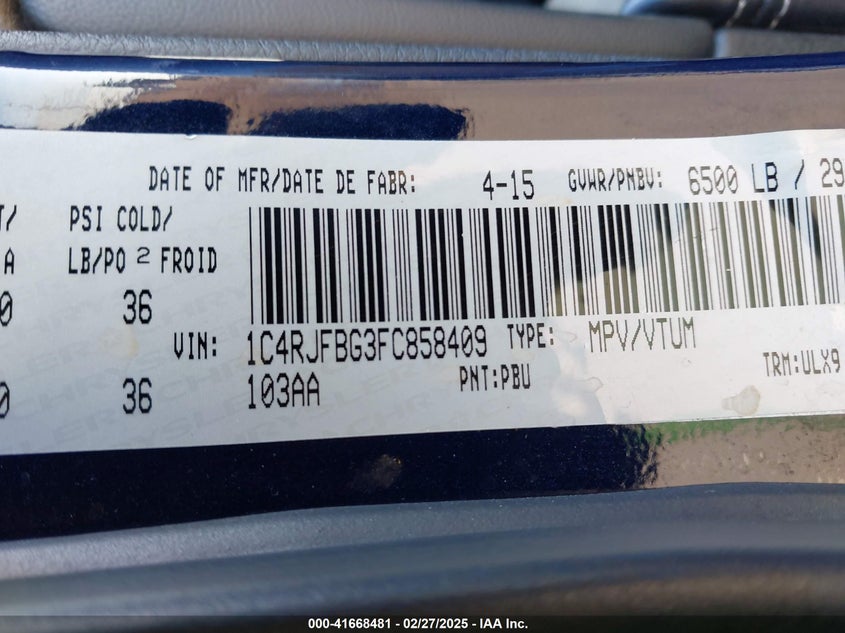 DATE OF MFR/DATE DE FABR: 4-15 GVWR/PNBV: 6500 LB / 29
T/ PSI COLD/
A LB/PO 2 FROID
0 36
VIN: 1C4RJFBG3FC858409 TYPE: MPV/VTUM
0 36 103AA PNT:PBU TRM:ULX9
000-41668481 - 02/27/2025 - IAA Inc.